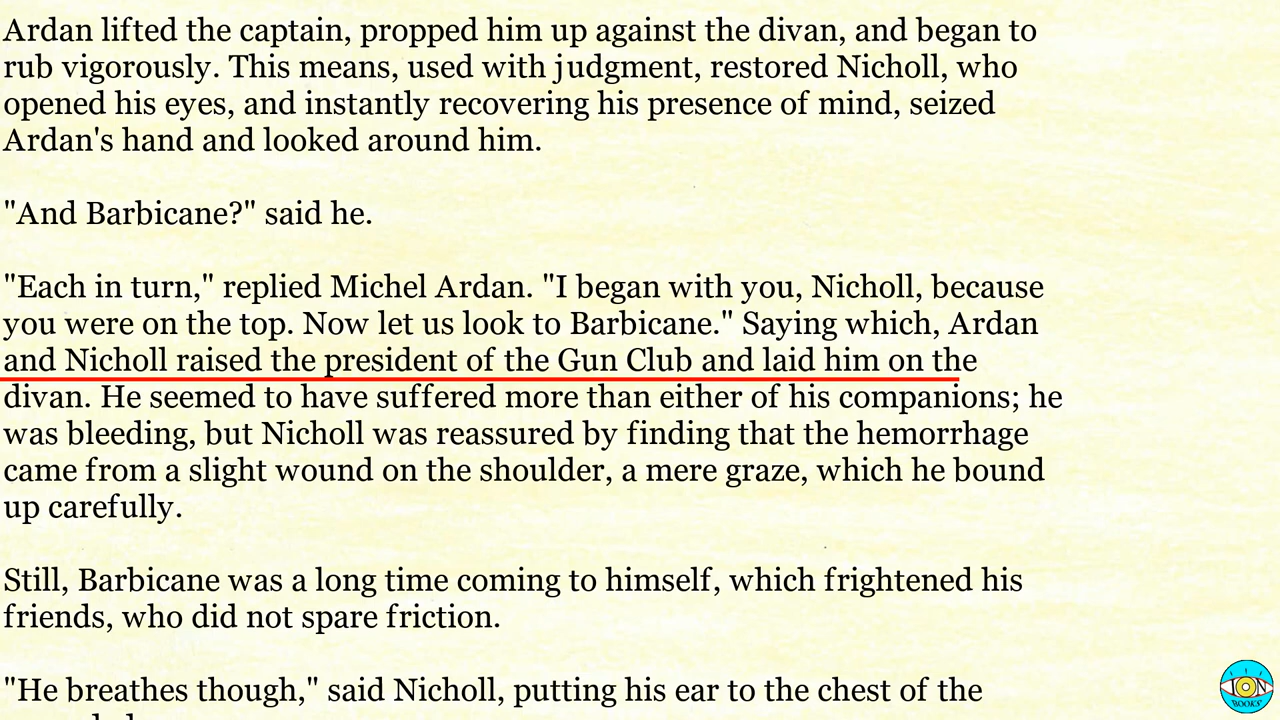 Ardan lifted the captain, propped him up against the divan, and began to
rub vigorously. This means, used with judgment, restored Nicholl, who
opened his eyes, and instantly recovering his presence of mind, seized
Ardan's hand and looked around him.
"And Barbicane?" said he.
"Each in turn," replied Michel Ardan. "I began with you, Nicholl, because
you were on the top. Now let us look to Barbicane." Saying which, Ardan
and Nicholl raised the president of the Gun Club and laid him on the
divan. He seemed to have suffered more than either of his companions; he
was bleeding, but Nicholl was reassured by finding that the hemorrhage
came from a slight wound on the shoulder, a mere graze, which he bound
up carefully.
Still, Barbicane was a long time coming to himself, which frightened his
friends, who did not spare friction.
"He breathes though," said Nicholl, putting his ear to the chest of the
ION
BOOKS